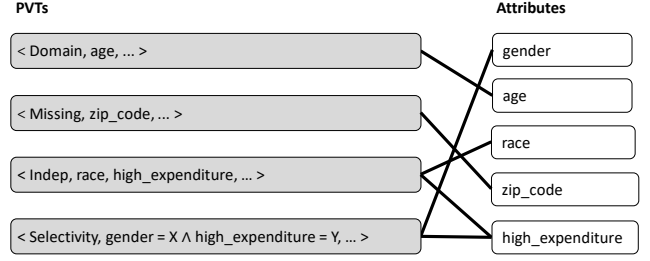 PVTs
< Domain, age, ... >
< Missing, zip_code, ... >
< Indep, race, high_expenditure, ... >
< Selectivity, gender = X ∧ high_expenditure = Y, ... >
Attributes
gender
age
race
zip_code
high_expenditure